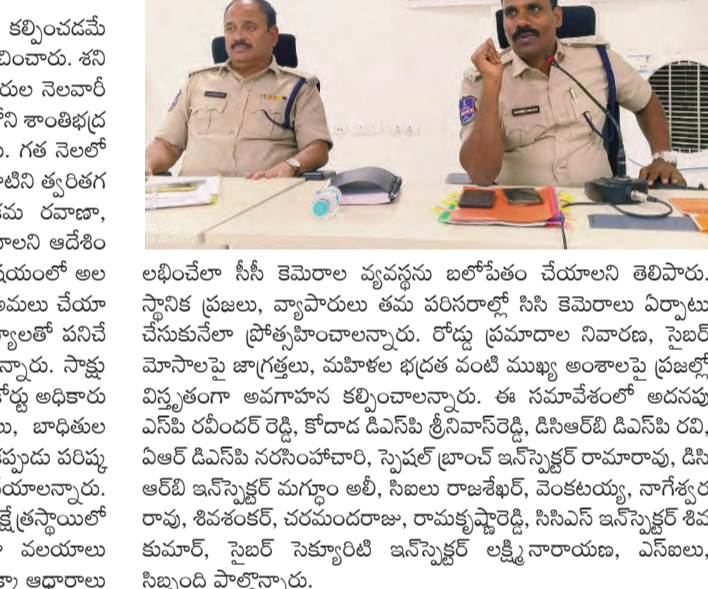 కల్పించడమే
చించారు. శని
రుల నెలవారీ
ని శాంతిభద్ర
గత నెలలో
టిని త్వరితగ
రవాణా,
లని ఆదేశిం
షయంలో అల
అమలు చేయా
్యాలతో పనిచే
న్నారు. సాక్షు
కోర్టు అధికారు
బాధితుల
కప్పుడు పరిష్క
యాలన్నారు.
క్షేత్రస్థాయిలో
వలయాలు
ఆధారాలు
లభించేలా సీసీ కెమెరాల వ్యవస్థను బలోపేతం చేయాలని తెలిపారు.
స్థానిక ప్రజలు, వ్యాపారులు తమ పరిసరాల్లో సిసి కెమెరాలు ఏర్పాటు
చేసుకునేలా ప్రోత్సహించాలన్నారు. రోడ్డు ప్రమాదాల నివారణ, సైబర్
మోసాలపై జాగ్రత్తలు, మహిళల భద్రత వంటి ముఖ్య అంశాలపై ప్రజల్లో
విస్తృతంగా అవగాహన కల్పించాలన్నారు. ఈ సమావేశంలో అదనపు
ఎస్‌పి రవీందర్ రెడ్డి, కోదాడ డిఎస్‌పి శ్రీనివాస్‌రెడ్డి, డిసిఆర్‌బి డిఎస్‌పి రవి,
ఏఆర్ డిఎస్‌పి నరసింహాచారి, స్పెషల్ బ్రాంచ్ ఇన్‌స్పెక్టర్ రామారావు, డిసి
ఆర్‌బి ఇన్‌స్పెక్టర్ మగ్ధూం అలీ, సిఐలు రాజశేఖర్, వెంకటయ్య, నాగేశ్వర
రావు, శివశంకర్, చరమందరాజు, రామకృష్ణారెడ్డి, సిసిఎస్ ఇన్‌స్పెక్టర్ శివ
కుమార్, సైబర్ సెక్యూరిటి ఇన్‌స్పెక్టర్ లక్ష్మి నారాయణ, ఎస్‌ఐలు,
సిబ్బంది పాల్గొన్నారు.